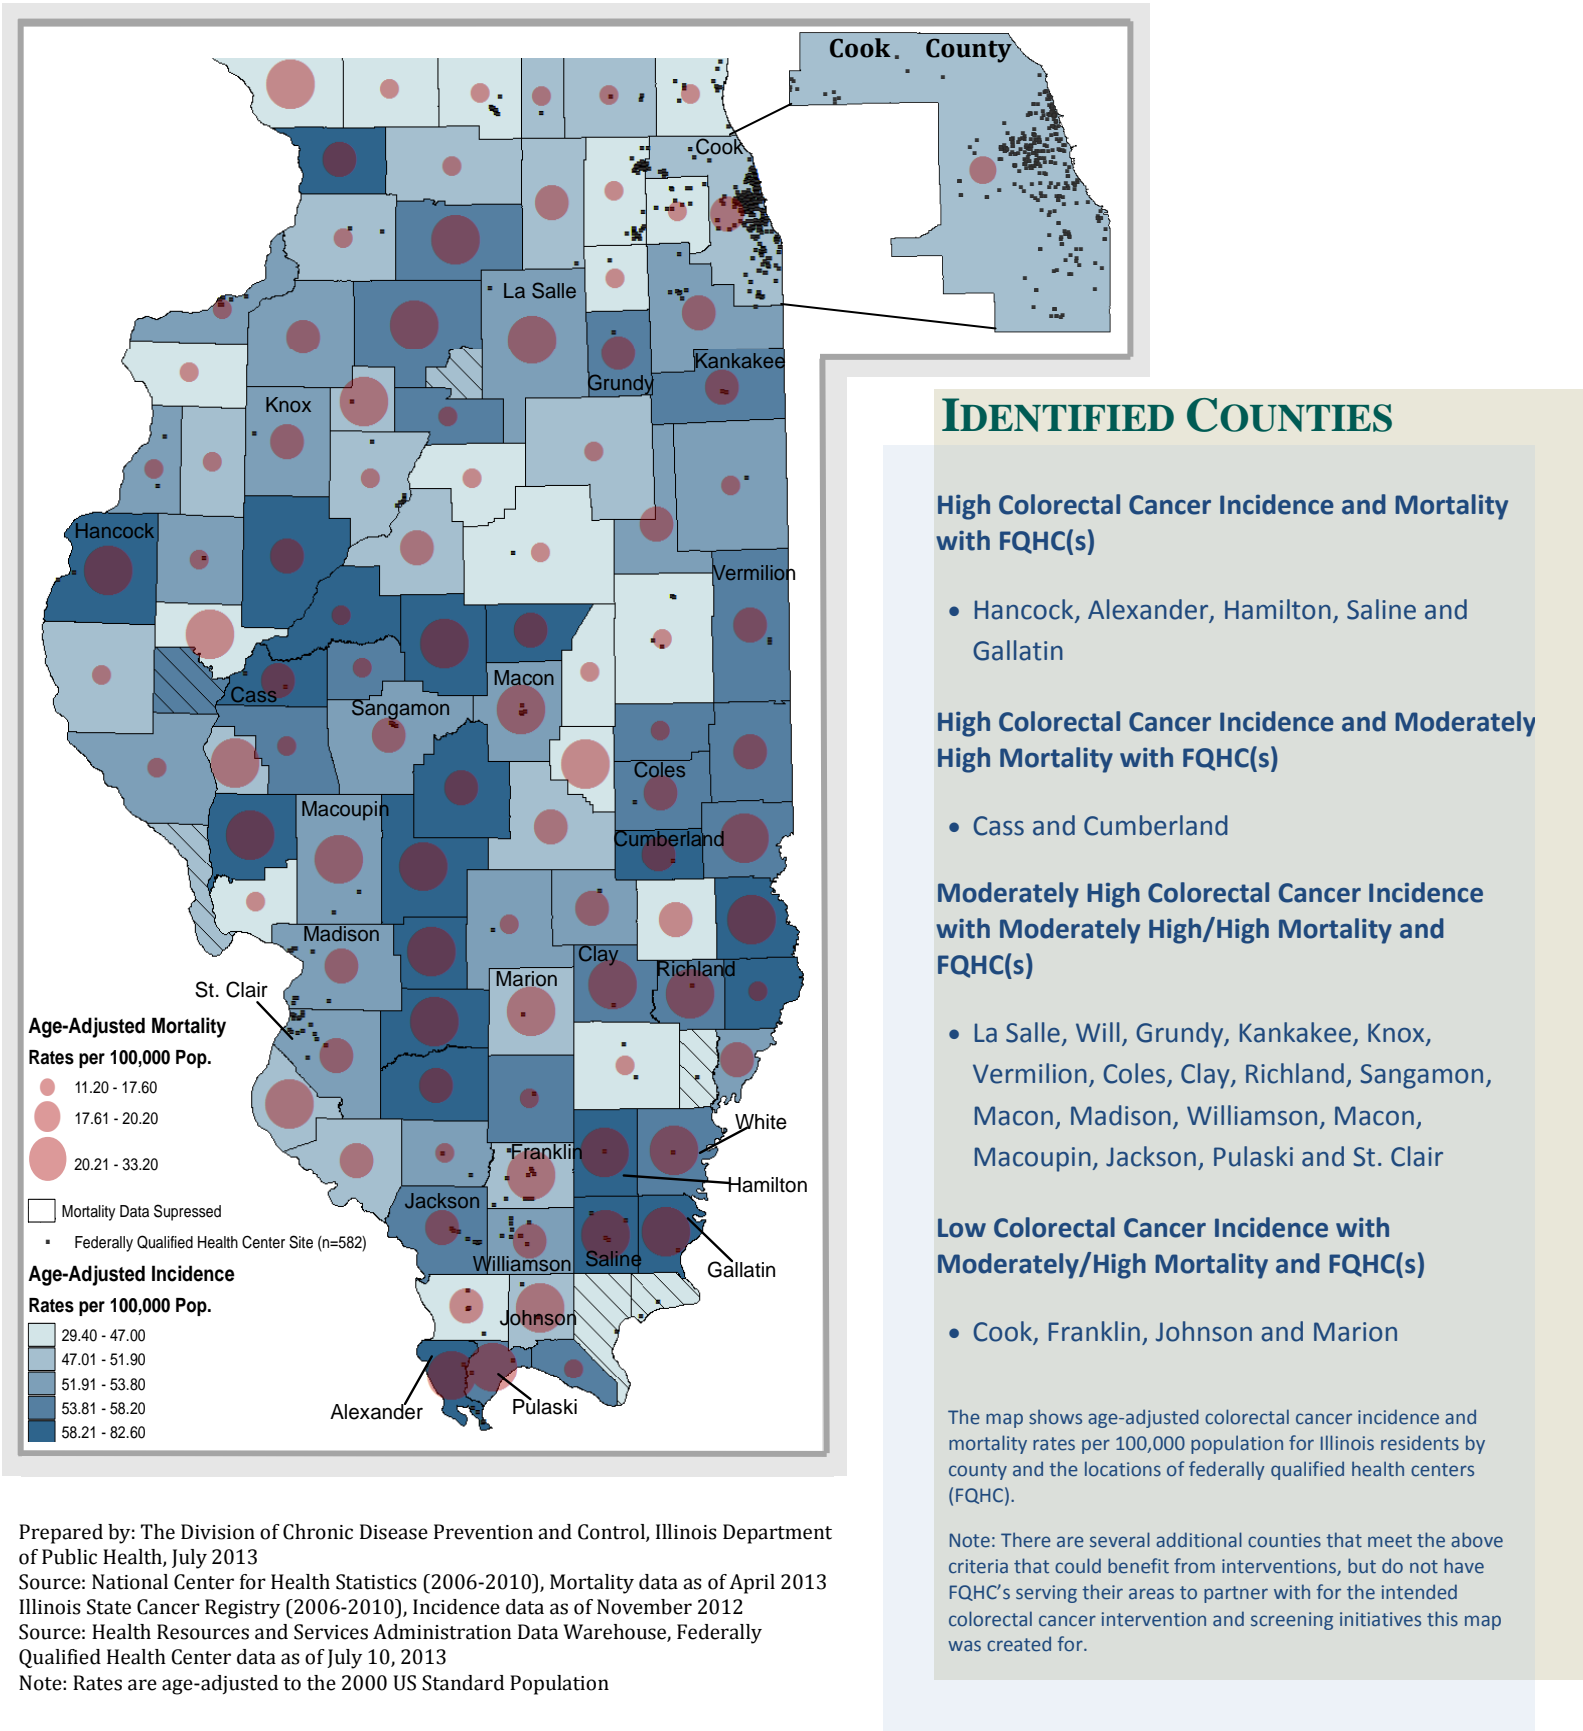 Cook County
Cook
La Salle
Kankakee
Grundy
Knox
Hancock
Vermilion
Macon
Cass
Sangamon
Coles
Macoupin
Cumberland
Madison
Clay
Richland
Marion
St. Clair
White
Franklin
Hamilton
Jackson
Williamson
Saline
Gallatin
Johnson
Alexander
Pulaski
Age-Adjusted Mortality
Rates per 100,000 Pop.
11.20 - 17.60
17.61 - 20.20
20.21 - 33.20
Mortality Data Supressed
Federally Qualified Health Center Site (n=582)
Age-Adjusted Incidence
Rates per 100,000 Pop.
29.40 - 47.00
47.01 - 51.90
51.91 - 53.80
53.81 - 58.20
58.21 - 82.60
IDENTIFIED COUNTIES
High Colorectal Cancer Incidence and Mortality
with FQHC(s)
• Hancock, Alexander, Hamilton, Saline and
Gallatin
High Colorectal Cancer Incidence and Moderately
High Mortality with FQHC(s)
• Cass and Cumberland
Moderately High Colorectal Cancer Incidence
with Moderately High/High Mortality and
FQHC(s)
• La Salle, Will, Grundy, Kankakee, Knox,
Vermilion, Coles, Clay, Richland, Sangamon,
Macon, Madison, Williamson, Macon,
Macoupin, Jackson, Pulaski and St. Clair
Low Colorectal Cancer Incidence with
Moderately/High Mortality and FQHC(s)
• Cook, Franklin, Johnson and Marion
The map shows age-adjusted colorectal cancer incidence and
mortality rates per 100,000 population for Illinois residents by
county and the locations of federally qualified health centers
(FQHC).
Note: There are several additional counties that meet the above
criteria that could benefit from interventions, but do not have
FQHC's serving their areas to partner with for the intended
colorectal cancer intervention and screening initiatives this map
was created for.
Prepared by: The Division of Chronic Disease Prevention and Control, Illinois Department
of Public Health, July 2013
Source: National Center for Health Statistics (2006-2010), Mortality data as of April 2013
Illinois State Cancer Registry (2006-2010), Incidence data as of November 2012
Source: Health Resources and Services Administration Data Warehouse, Federally
Qualified Health Center data as of July 10, 2013
Note: Rates are age-adjusted to the 2000 US Standard Population